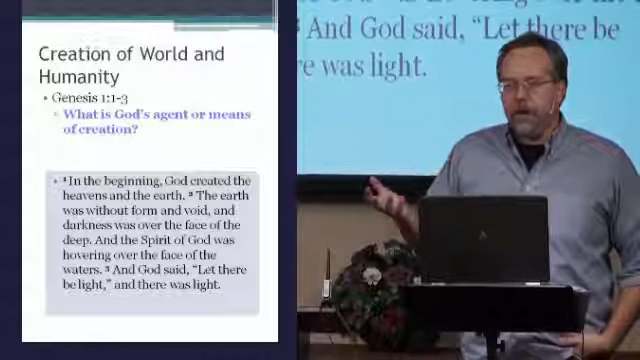 Creation of World and
Humanity
Genesis 1:1-3
What is God's agent or means
of creation?
1 In the beginning, God created the
heavens and the earth. 2 The earth
was without form and void, and
darkness was over the face of the
deep. And the Spirit of God was
hovering over the face of the
waters. 3 And God said, “Let there
be light,” and there was light.
And God said, “Let there be
re was light.